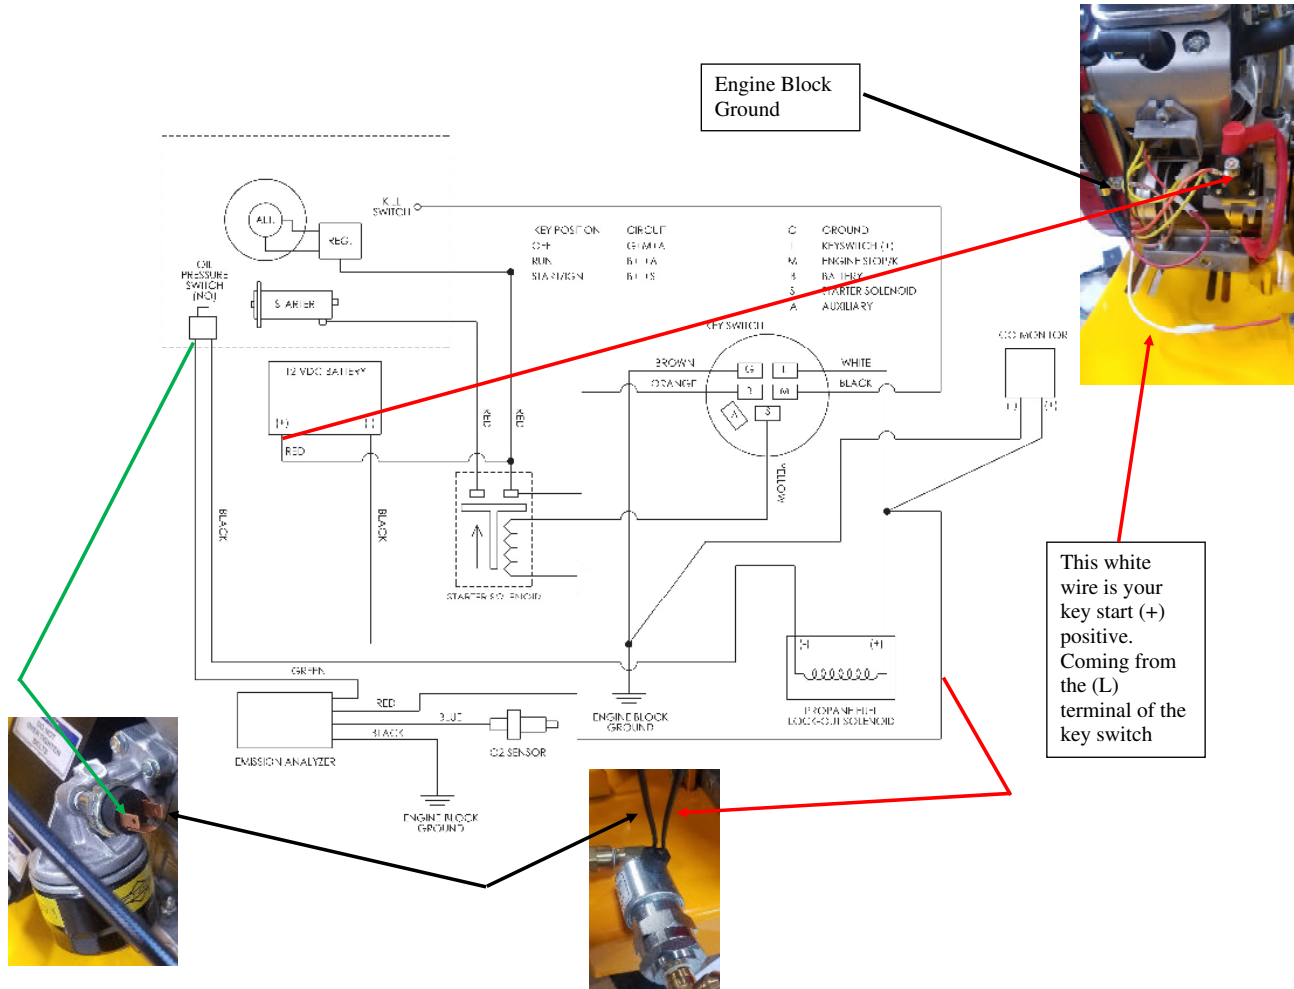 Engine Block
Ground
KILL
SWITCH
ALT.
REG.
KEY POSITION
CIRCUIT
OFF
G+M+A
RUN
START/IGN
GROUND
KEYSWITCH (+)
M
ENGINE STOP/K
BATTERY
S
STARTER SOLENOID
A
AUXILIARY
OIL
PRESSURE
SWITCH
(NO)
STARTER
KEY SWITCH
CO MONITOR
BROWN
G
WHITE
ORANGE
M
BLACK
A
S
12 VDC BATTERY
(+)
(-)
RED
RED
RED
(-)
(+)
YELLOW
BLACK
BLACK
STARTER SOLENOID
This white
wire is your
key start (+)
positive.
Coming from
the (L)
terminal of the
key switch
(-)
(+)
GREEN
RED
BLUE
BLACK
ENGINE BLOCK
GROUND
PROPANE FUEL
LOCK-OUT SOLENOID
O2 SENSOR
EMISSION ANALYZER
ENGINE BLOCK
GROUND
DO NOT
OVERTIGHTEN
BELTS